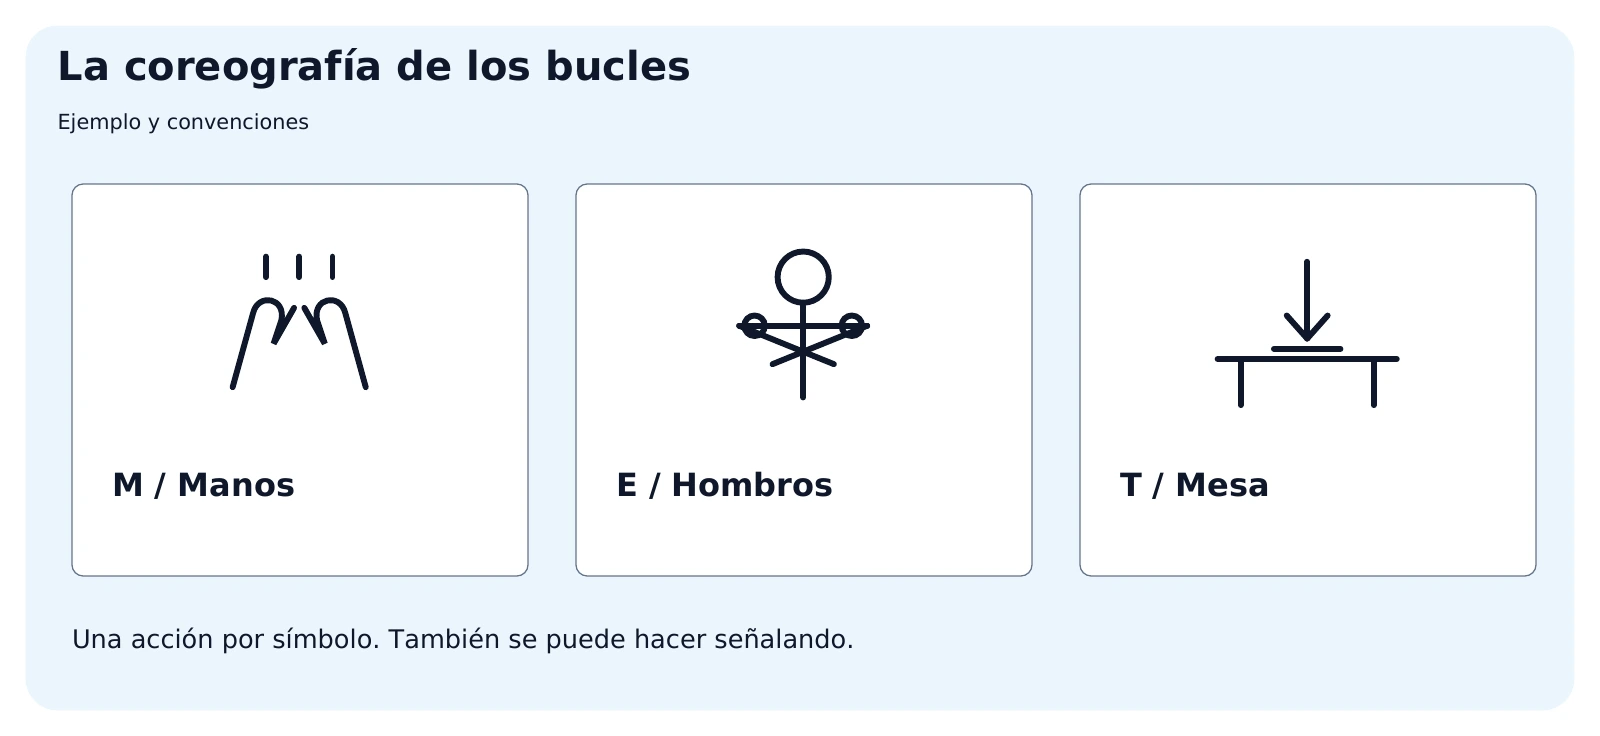 La coreografía de los bucles
Ejemplo y convenciones
M / Manos
E / Hombros
T / Mesa
Una acción por símbolo. También se puede hacer señalando.